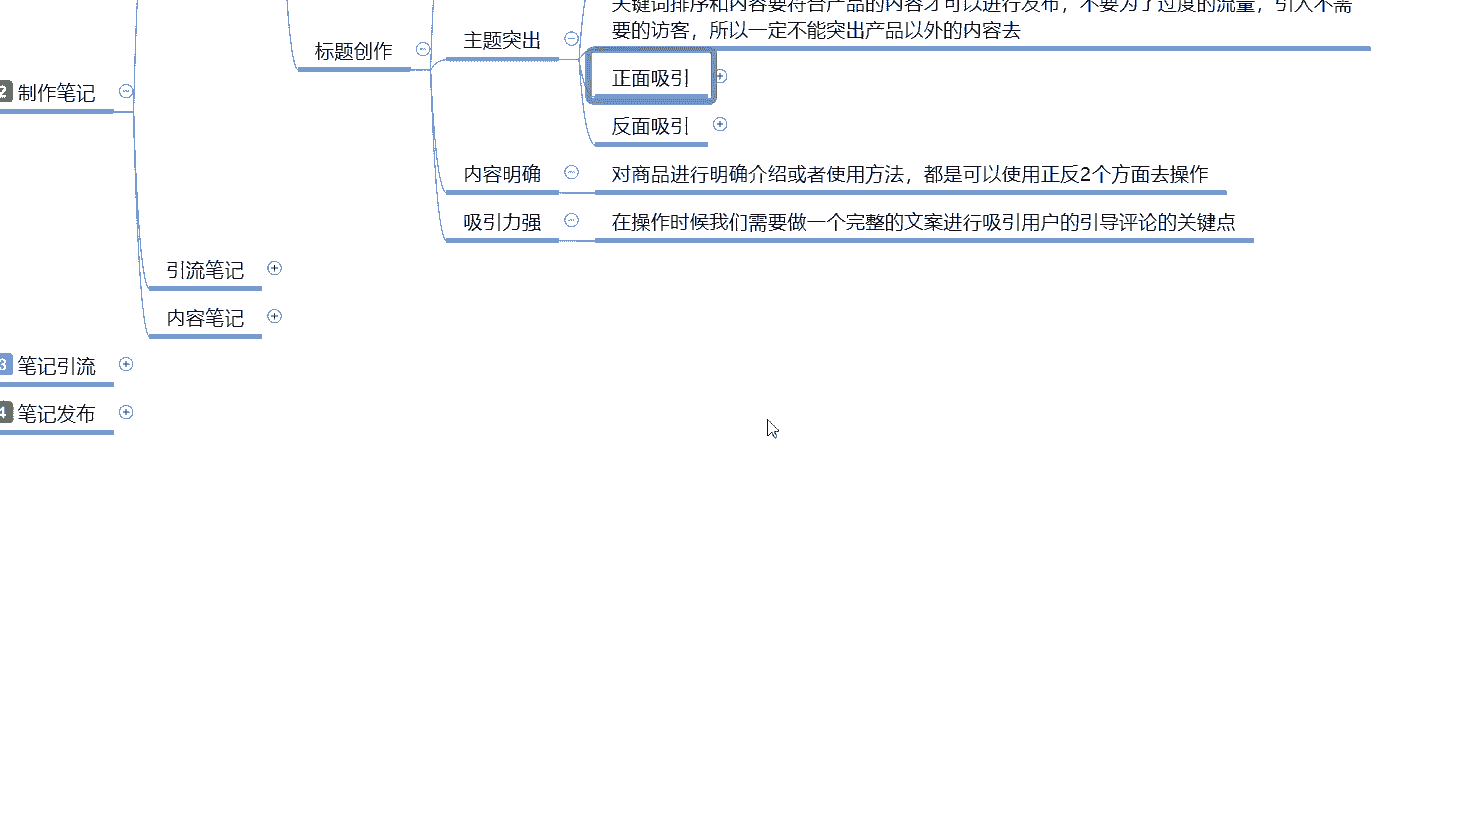 关键词排序和内容要符合产品的内容才可以进行发布，不要为了过度的流量，引入不需
要的访客，所以一定不能突出产品以外的内容去
主题突出
标题创作
正面吸引
2 制作笔记
反面吸引
内容明确
对商品进行明确介绍或者使用方法，都是可以使用正反2个方面去操作
吸引力强
在操作时候我们需要做一个完整的文案进行吸引用户的引导评论的关键点
引流笔记
内容笔记
3 笔记引流
4 笔记发布